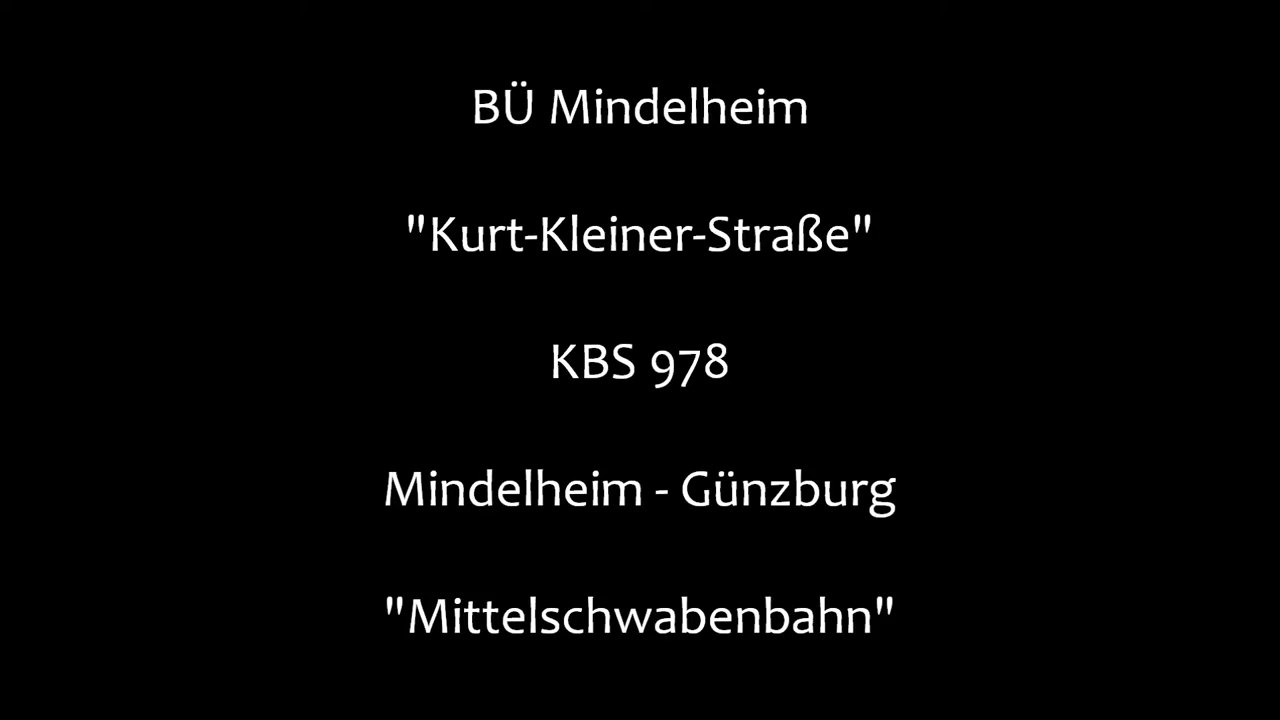 BÜ Mindelheim
"Kurt-Kleiner-Straße"
KBS 978
Mindelheim - Günzburg
"Mittelschwabenbahn"